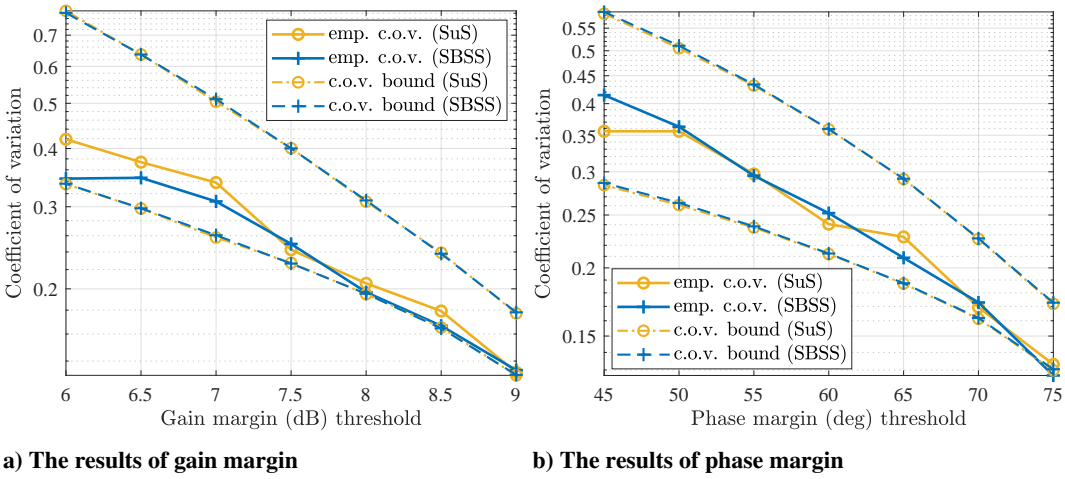 0.7
0.6
0.5
0.4
0.3
0.2
Coefficient of variation
emp. c.o.v. (SuS)
emp. c.o.v. (SBSS)
c.o.v. bound (SuS)
c.o.v. bound (SBSS)
6 6.5 7 7.5 8 8.5 9
Gain margin (dB) threshold
a) The results of gain margin
0.55
0.5
0.45
0.4
0.35
0.3
0.25
0.2
0.15
Coefficient of variation
emp. c.o.v. (SuS)
emp. c.o.v. (SBSS)
c.o.v. bound (SuS)
c.o.v. bound (SBSS)
45 50 55 60 65 70 75
Phase margin (deg) threshold
b) The results of phase margin